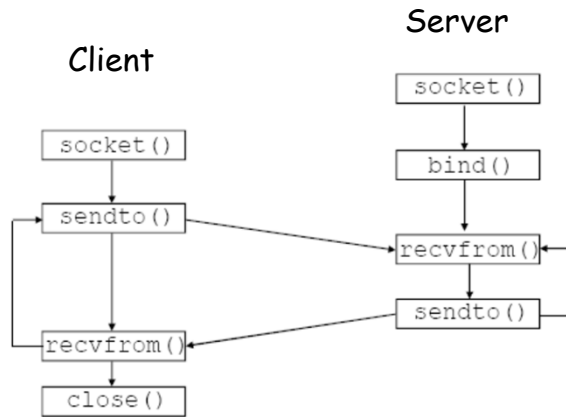 Client
socket()
sendto()
recvfrom()
close()
Server
socket()
bind()
recvfrom()
sendto()